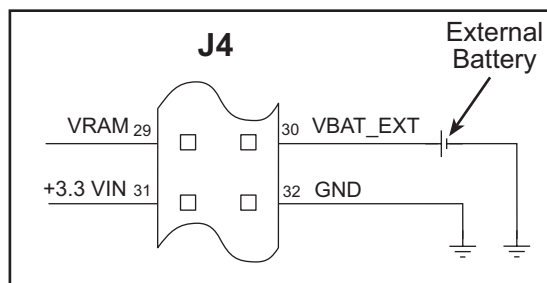 J4
External
Battery
VRAM 29
30 VBAT_EXT
+3.3 VIN 31
32 GND